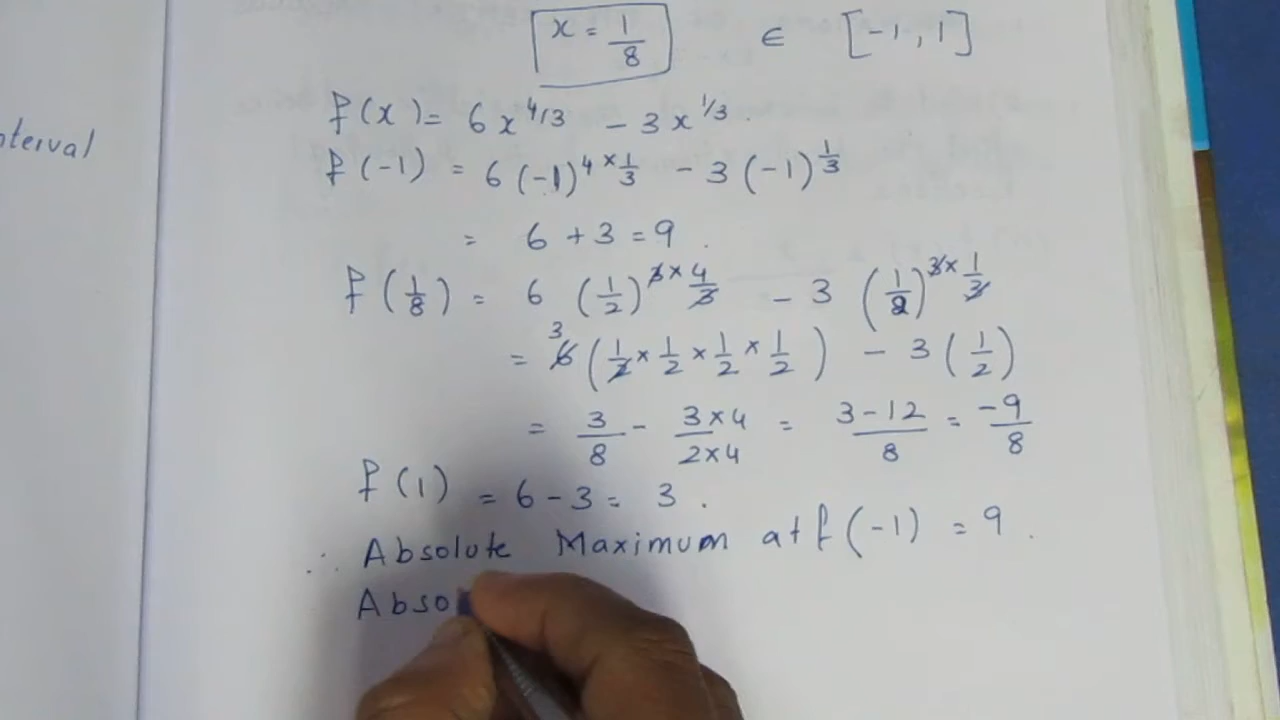 x = 1/8 ∈ [-1, 1]
f(x) = 6x^4/3 - 3x^1/3.
f(-1) = 6(-1)^4×1/3 - 3(-1)^1/3
= 6 + 3 = 9.
f(1/8) = 6 (1/2)^3×4/3 - 3 (1/2)^3×1/3
= 6 3 (1/2 × 1/2 × 1/2 × 1/2) - 3(1/2)
= 3/8 - 3×4/2×4 = 3-12/8 = -9/8
f(1) = 6 - 3 = 3.
∴ Absolute Maximum at f(-1) = 9.
Abso